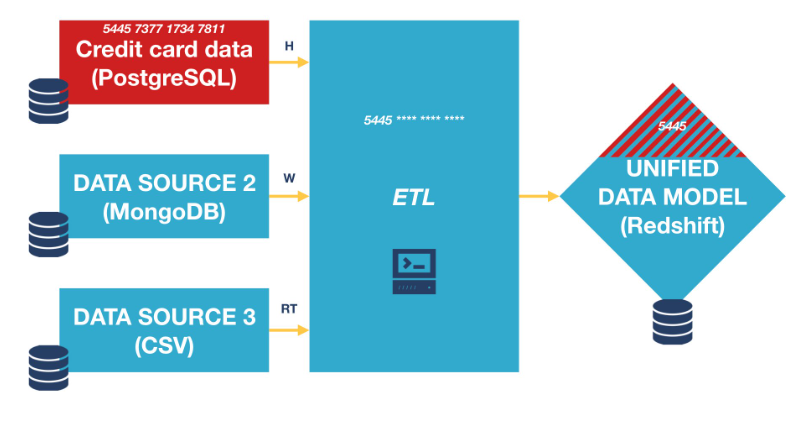 5445 7377 1734 7811
Credit card data
(PostgreSQL)
H
5445 **** **** ****
5445
DATA SOURCE 2
(MongoDB)
W
ETL
UNIFIED
DATA MODEL
(Redshift)
DATA SOURCE 3
(CSV)
RT